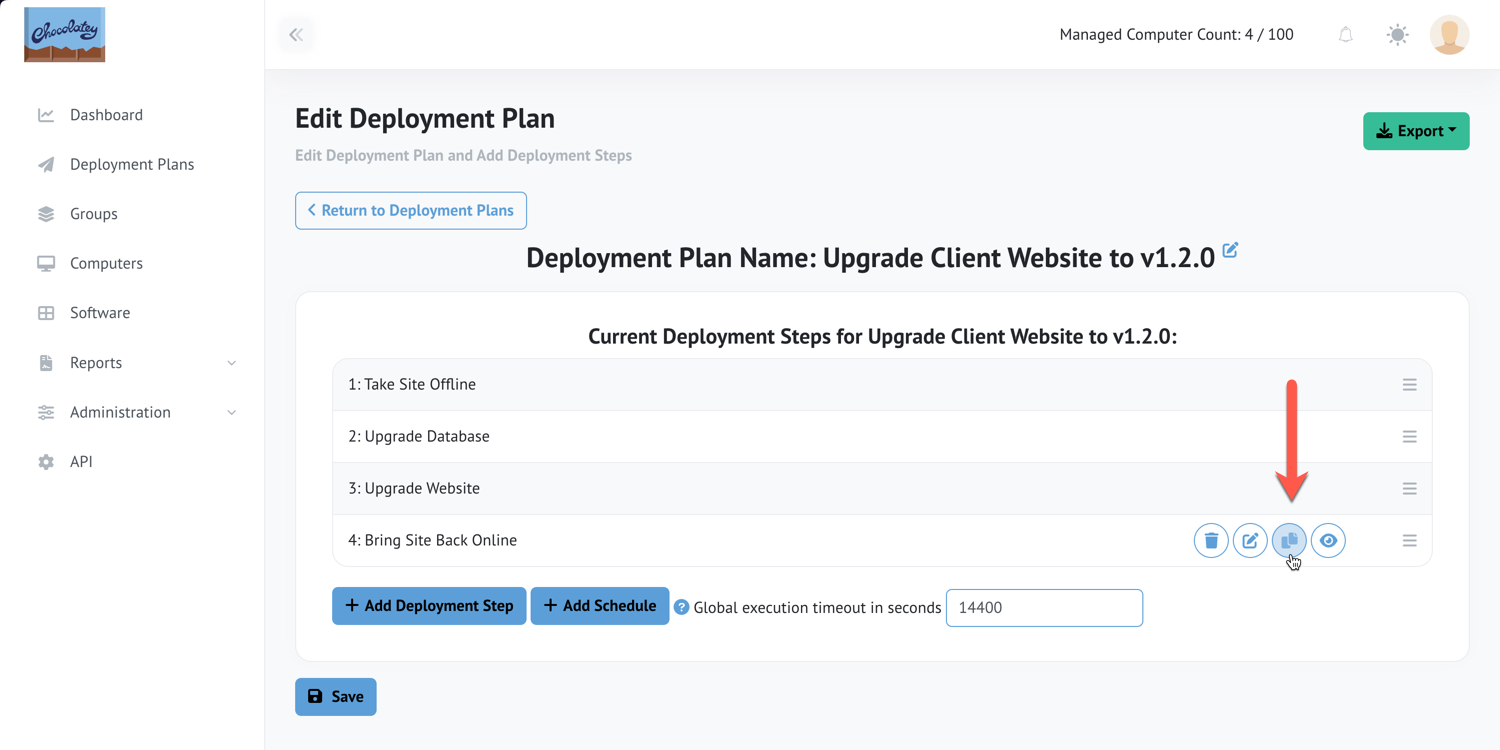 Chocolatey
Managed Computer Count: 4 / 100
Dashboard
Deployment Plans
Groups
Computers
Software
Reports
Administration
API
Edit Deployment Plan
Edit Deployment Plan and Add Deployment Steps
Export
Return to Deployment Plans
Deployment Plan Name: Upgrade Client Website to v1.2.0
Current Deployment Steps for Upgrade Client Website to v1.2.0:
1: Take Site Offline
2: Upgrade Database
3: Upgrade Website
4: Bring Site Back Online
+ Add Deployment Step + Add Schedule ? Global execution timeout in seconds 14400
Save